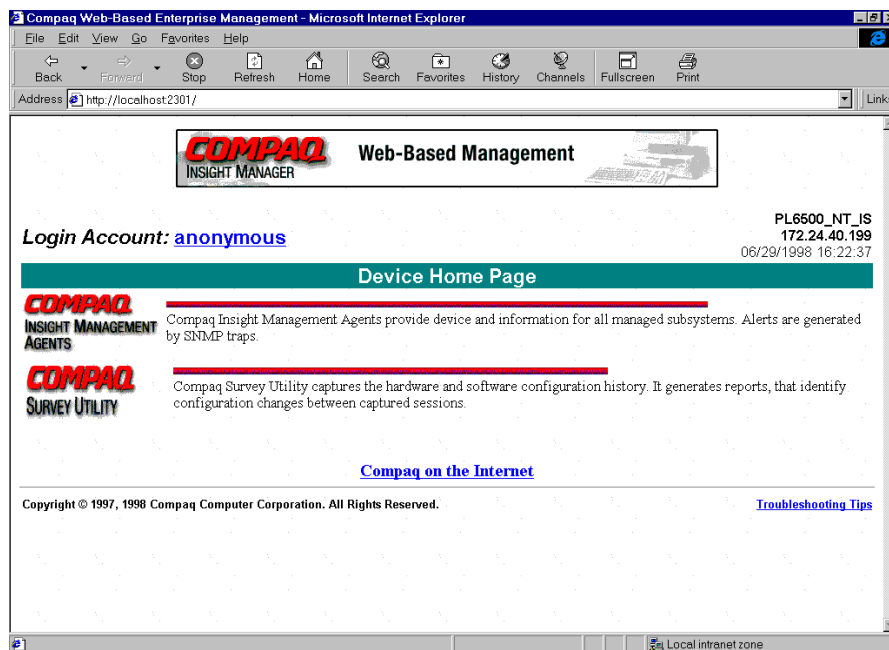 Compaq Web-Based Enterprise Management - Microsoft Internet Explorer
File Edit View Go Favorites Help
Back Forward Stop Refresh Home Search Favorites History Channels Fullscreen Print
Address http://localhost:2301/ Links
COMPAQ
INSIGHT MANAGER
Web-Based Management
PL6500_NT_IS
Login Account: anonymous 172.24.40.199
06/29/1998 16:22:37
Device Home Page
COMPAQ
INSIGHT MANAGEMENT
AGENTS
Compaq Insight Management Agents provide device and information for all managed subsystems. Alerts are generated
by SNMP traps.
COMPAQ
SURVEY UTILITY
Compaq Survey Utility captures the hardware and software configuration history. It generates reports, that identify
configuration changes between captured sessions.
Compaq on the Internet
Copyright © 1997, 1998 Compaq Computer Corporation. All Rights Reserved. Troubleshooting Tips
Local intranet zone